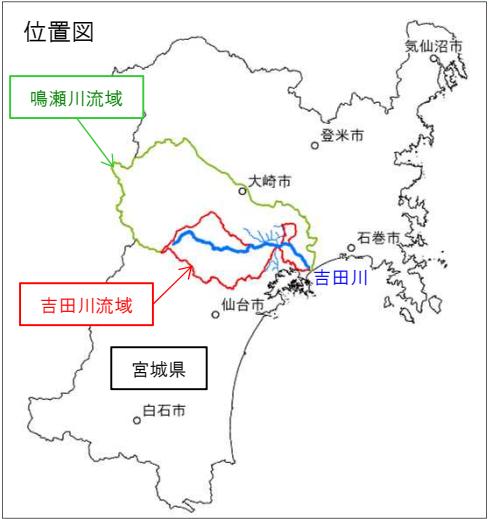 位置図
気仙沼市
鳴瀬川流域
登米市
大崎市
石巻市
吉田川
吉田川流域
仙台市
宮城県
白石市